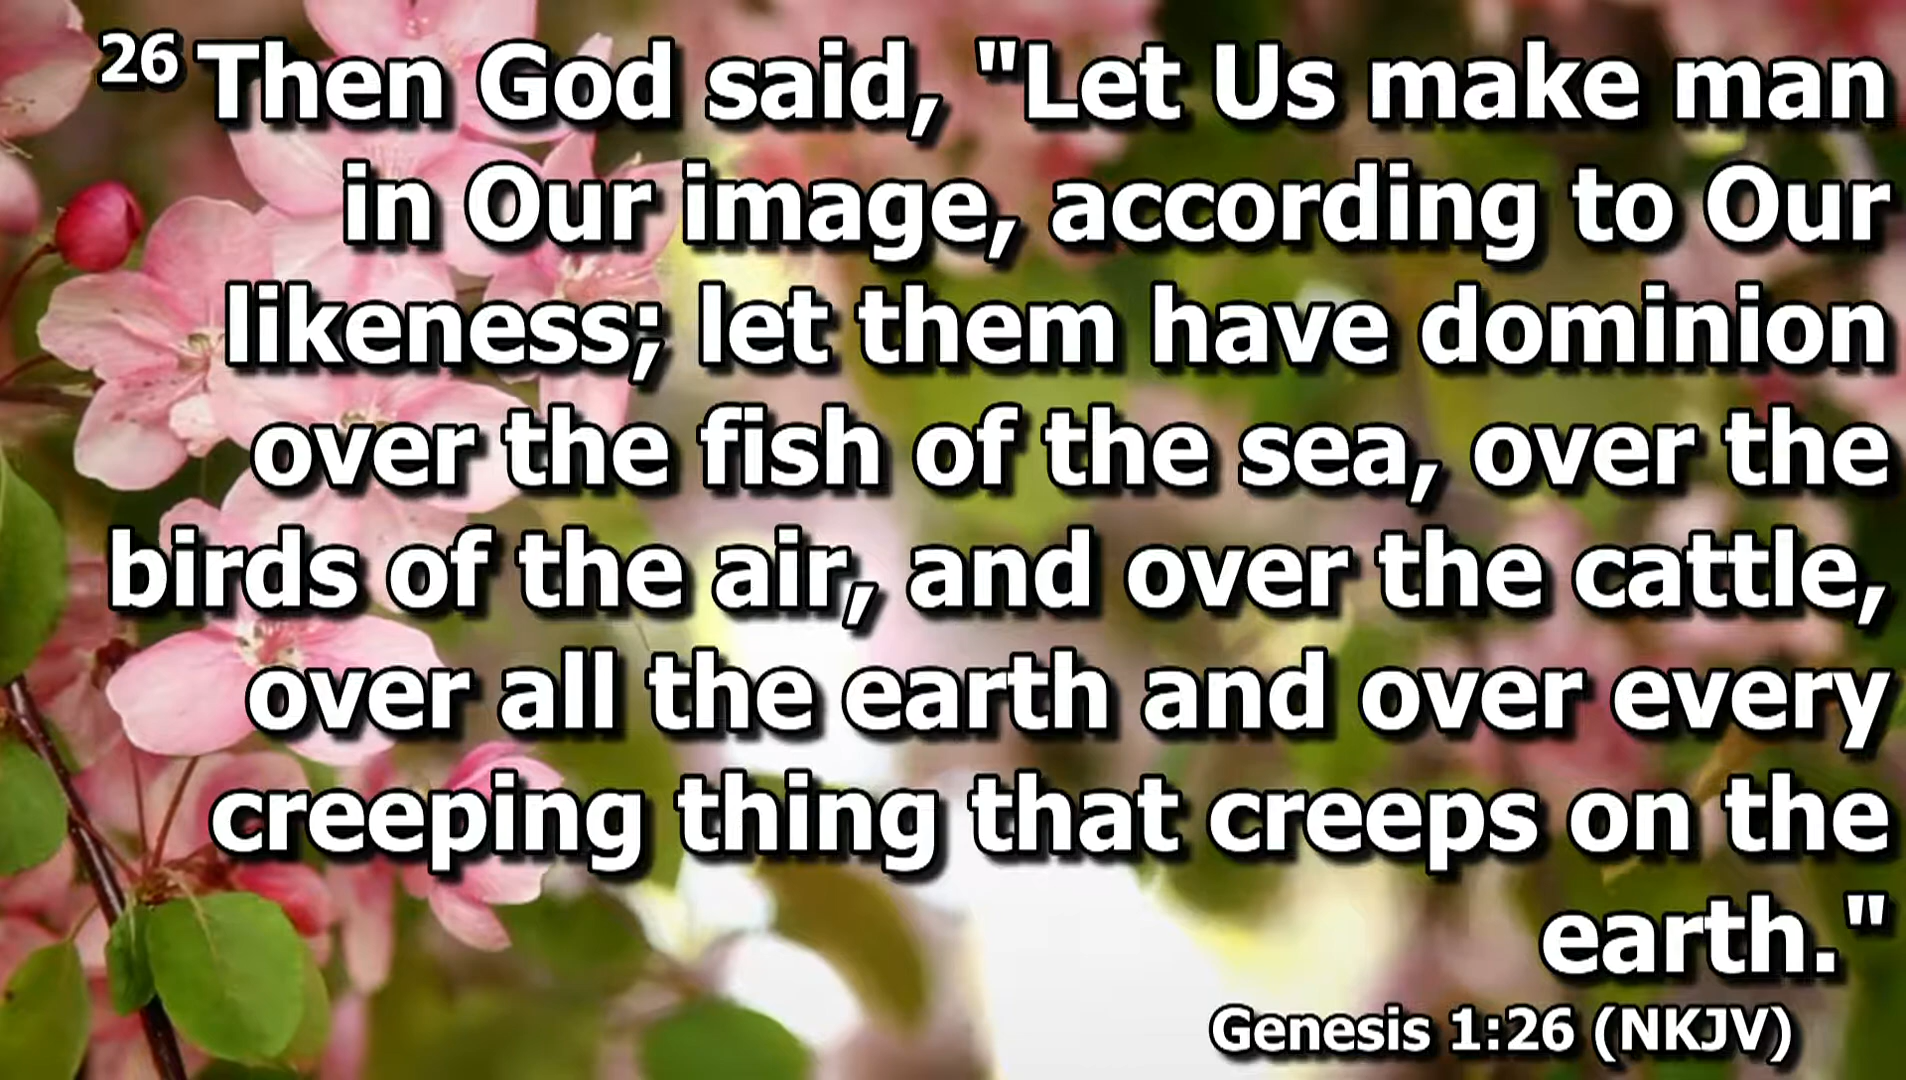 26 Then God said, "Let Us make man
in Our image, according to Our
likeness; let them have dominion
over the fish of the sea, over the
birds of the air, and over the cattle,
over all the earth and over every
creeping thing that creeps on the
earth."
Genesis 1:26 (NKJV)